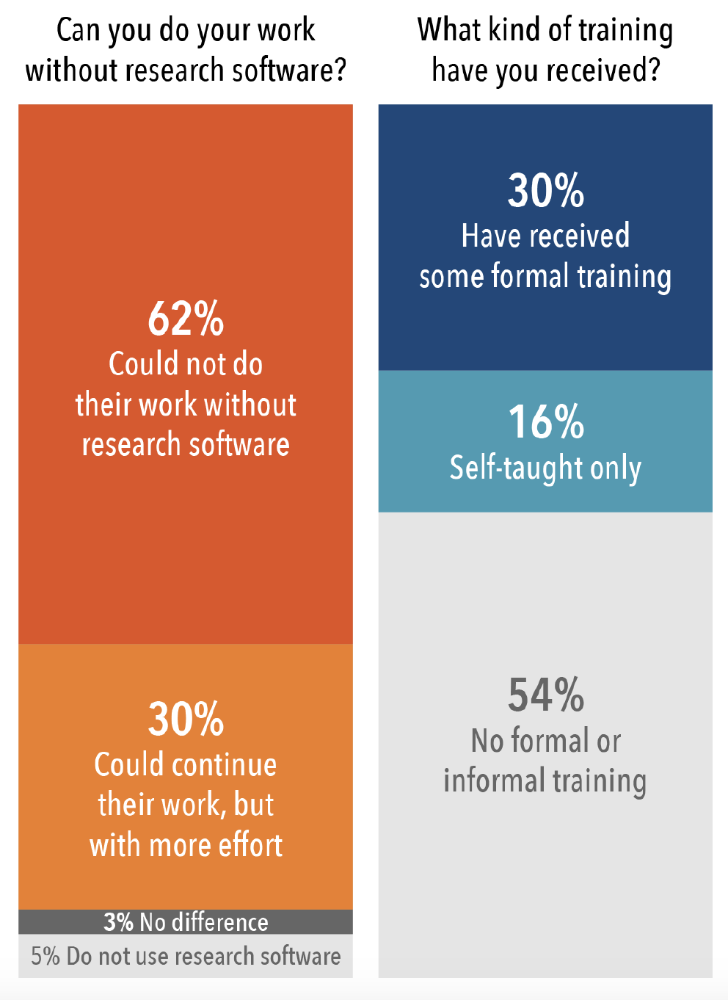 Can you do your work
without research software?
62%
Could not do
their work without
research software
30%
Could continue
their work, but
with more effort
3% No difference
5% Do not use research software
What kind of training
have you received?
30%
Have received
some formal training
16%
Self-taught only
54%
No formal or
informal training